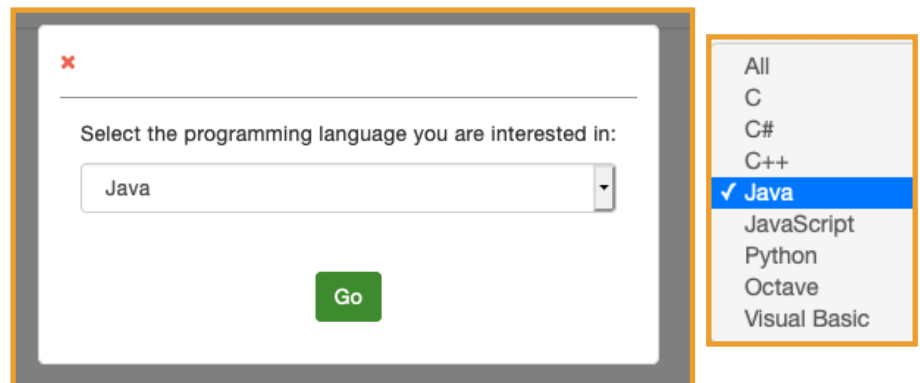 Select the programming language you are interested in:
Java
Go
All
C
C#
C++
✓ Java
JavaScript
Python
Octave
Visual Basic